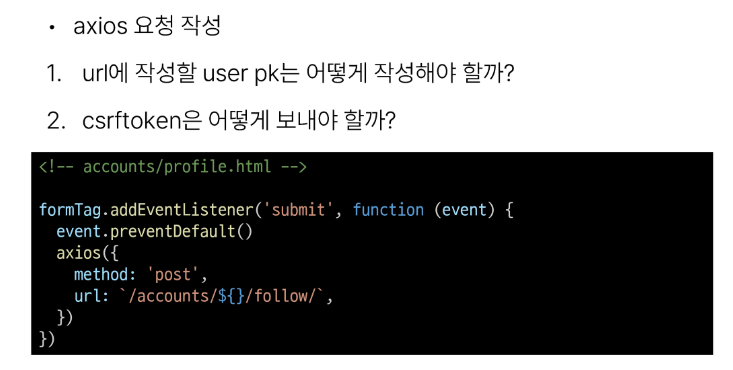 • axios 요청 작성
1. url에 작성할 user pk는 어떻게 작성해야 할까?
2. csrftoken은 어떻게 보내야 할까?
<!-- accounts/profile.html -->
formTag.addEventListener('submit', function (event) {
  event.preventDefault()
  axios({
    method: 'post',
    url: `/accounts/${}/follow/`,
  })
})